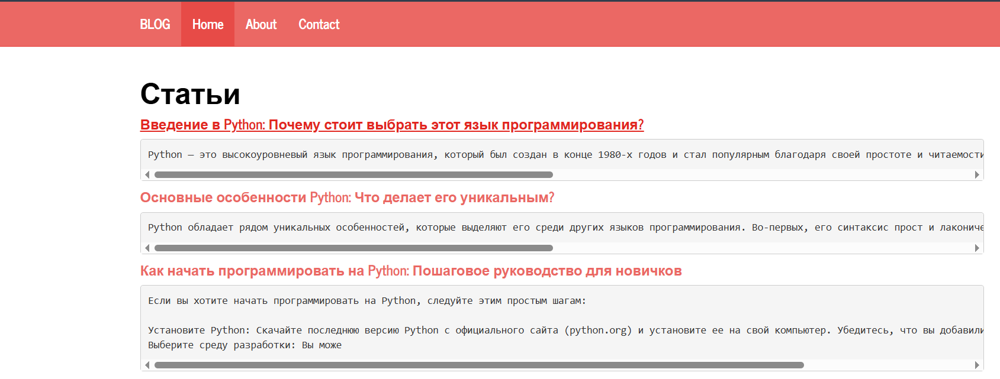 BLOG Home About Contact
Статьи
Введение в Python: Почему стоит выбрать этот язык программирования?
Python — это высокоуровневый язык программирования, который был создан в конце 1980-х годов и стал популярным благодаря своей простоте и читаемости
Основные особенности Python: Что делает его уникальным?
Python обладает рядом уникальных особенностей, которые выделяют его среди других языков программирования. Во-первых, его синтаксис прост и лакониче
Как начать программировать на Python: Пошаговое руководство для новичков
Если вы хотите начать программировать на Python, следуйте этим простым шагам:
Установите Python: Скачайте последнюю версию Python с официального сайта (python.org) и установите ее на свой компьютер. Убедитесь, что вы добавили
Выберите среду разработки: Вы може